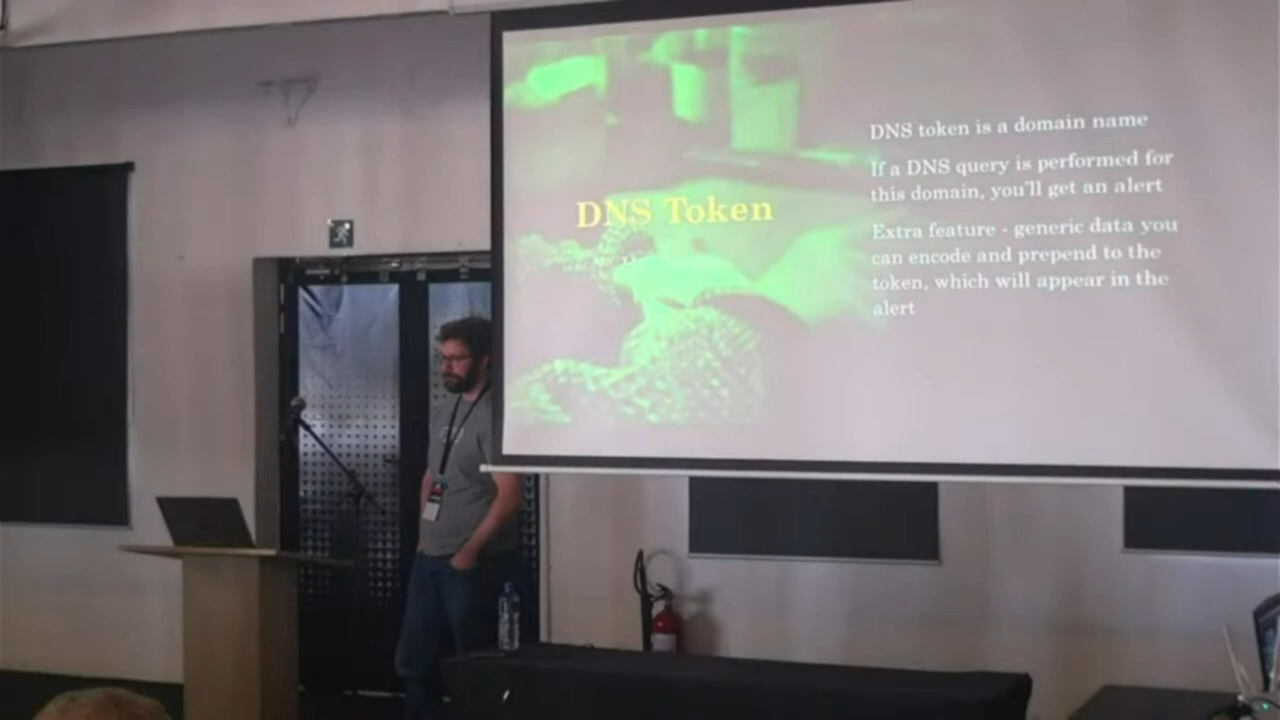 DNS Token
DNS token is a domain name
If a DNS query is performed for
this domain, you'll get an alert
Extra feature - generic data you
can encode and prepend to the
token, which will appear in the
alert